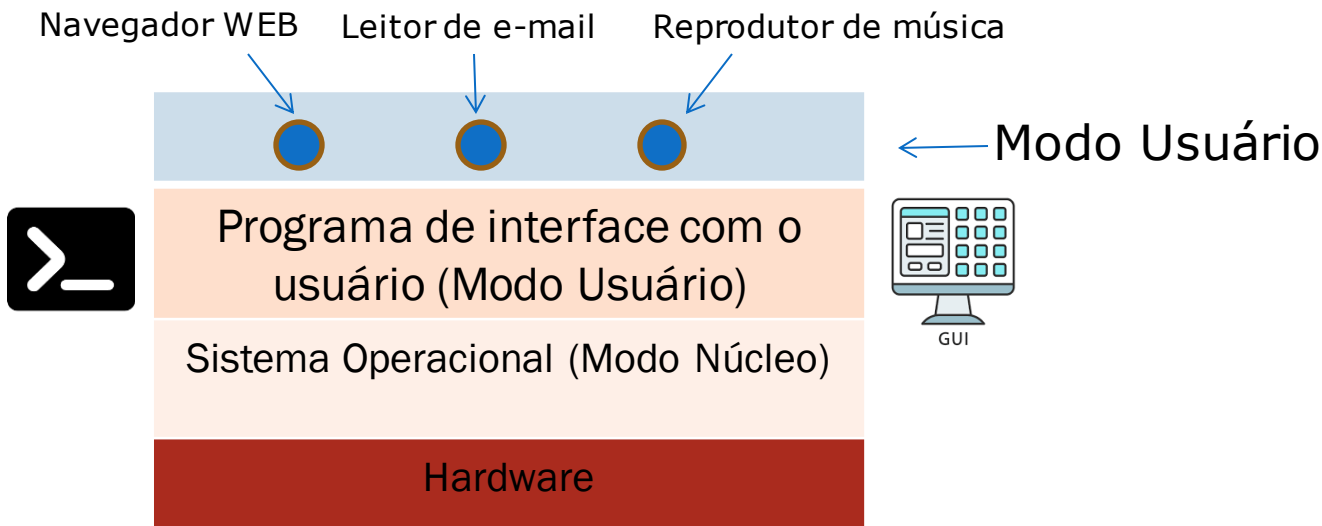 Navegador WEB
Leitor de e-mail
Reprodutor de música
Modo Usuário
Programa de interface com o
usuário (Modo Usuário)
GUI
Sistema Operacional (Modo Núcleo)
Hardware